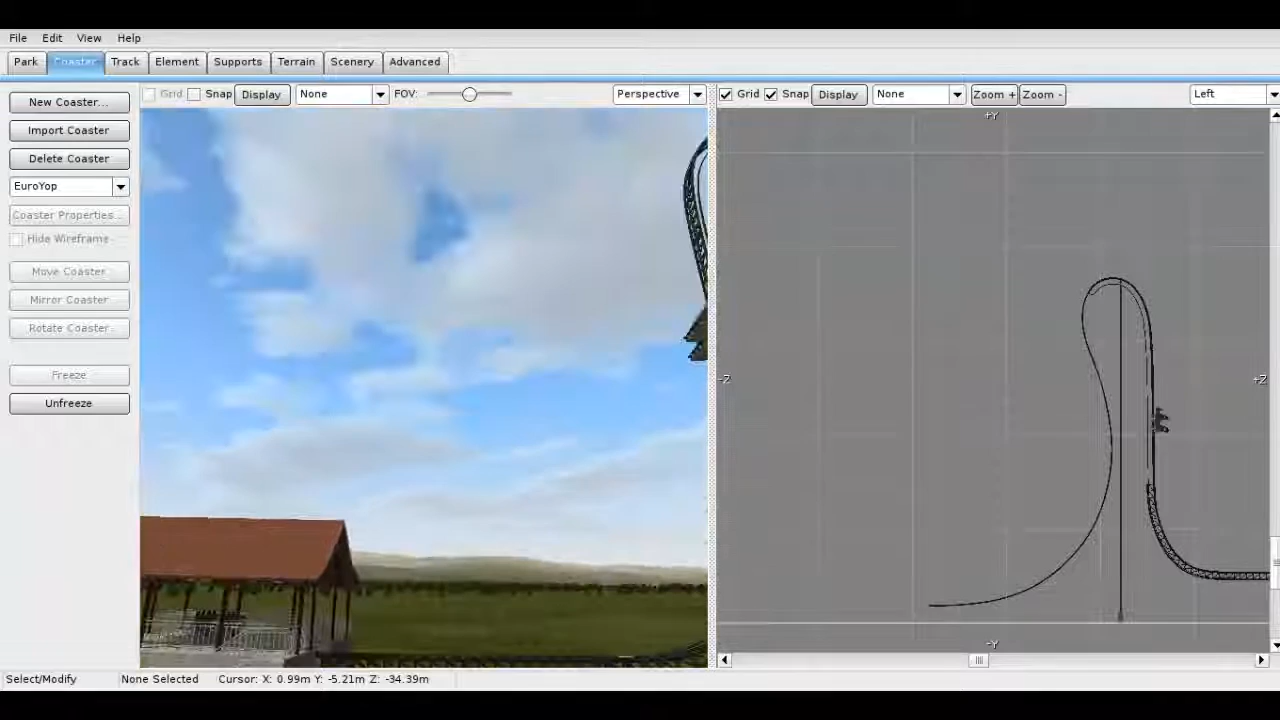 File Edit View Help
Park Coaster Track Element Supports Terrain Scenery Advanced
New Coaster... Grid Snap Display None FOV: Perspective Grid Snap Display None Zoom + Zoom - Left
+Y
Import Coaster
Delete Coaster
EuroYop
Coaster Properties...
Hide Wireframe
Move Coaster
Mirror Coaster
Rotate Coaster
Freeze
-Z +Z
Unfreeze
-Y
Select/Modify None Selected Cursor: X: 0.99m Y: -5.21m Z: -34.39m